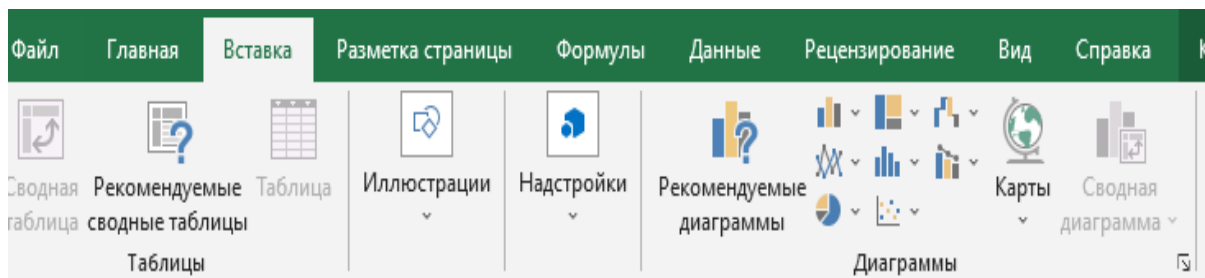 Файл Главная Вставка Разметка страницы Формулы Данные Рецензирование Вид Справка
Сводная таблица
Рекомендуемые сводные таблицы
Таблица
Таблицы
Иллюстрации
Надстройки
Рекомендуемые диаграммы
Карты
Сводная диаграмма
Диаграммы